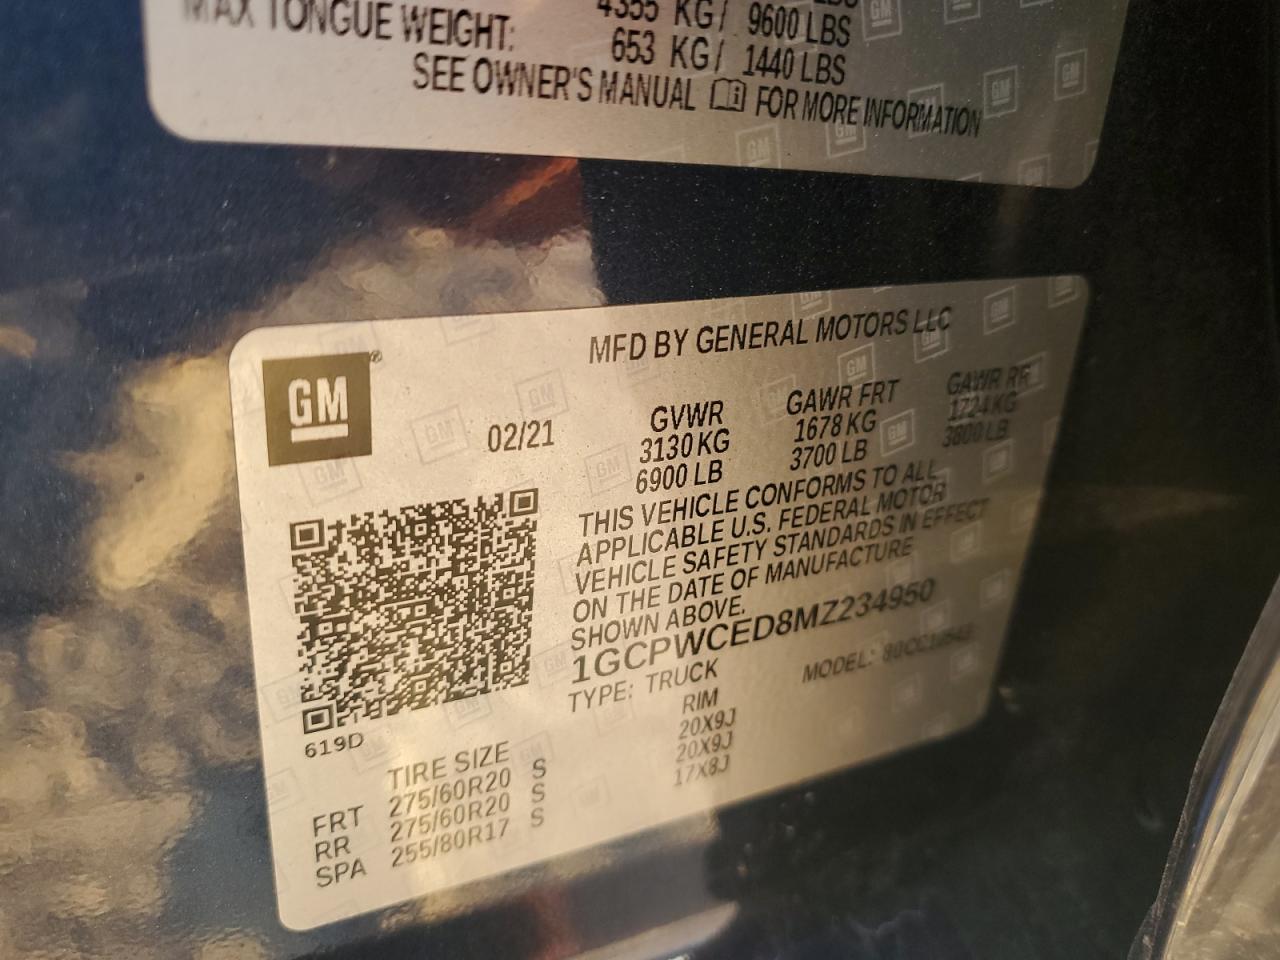 4355 KG/ 9600 LBS
MAX TONGUE WEIGHT: 653 KG/ 1440 LBS
SEE OWNER'S MANUAL FOR MORE INFORMATION
GM®
MFD BY GENERAL MOTORS LLC
02/21
GVWR GAWR FRT GAWR RR
3130 KG 1678 KG 1724 KG
6900 LB 3700 LB 3800 LB
THIS VEHICLE CONFORMS TO ALL
APPLICABLE U.S. FEDERAL MOTOR
VEHICLE SAFETY STANDARDS IN EFFECT
ON THE DATE OF MANUFACTURE
SHOWN ABOVE.
1GCPWCED8MZ234950
TYPE: TRUCK MODEL:
619D
TIRE SIZE RIM
FRT 275/60R20 S 20X9J
RR 275/60R20 S 20X9J
SPA 255/80R17 S 17X8J